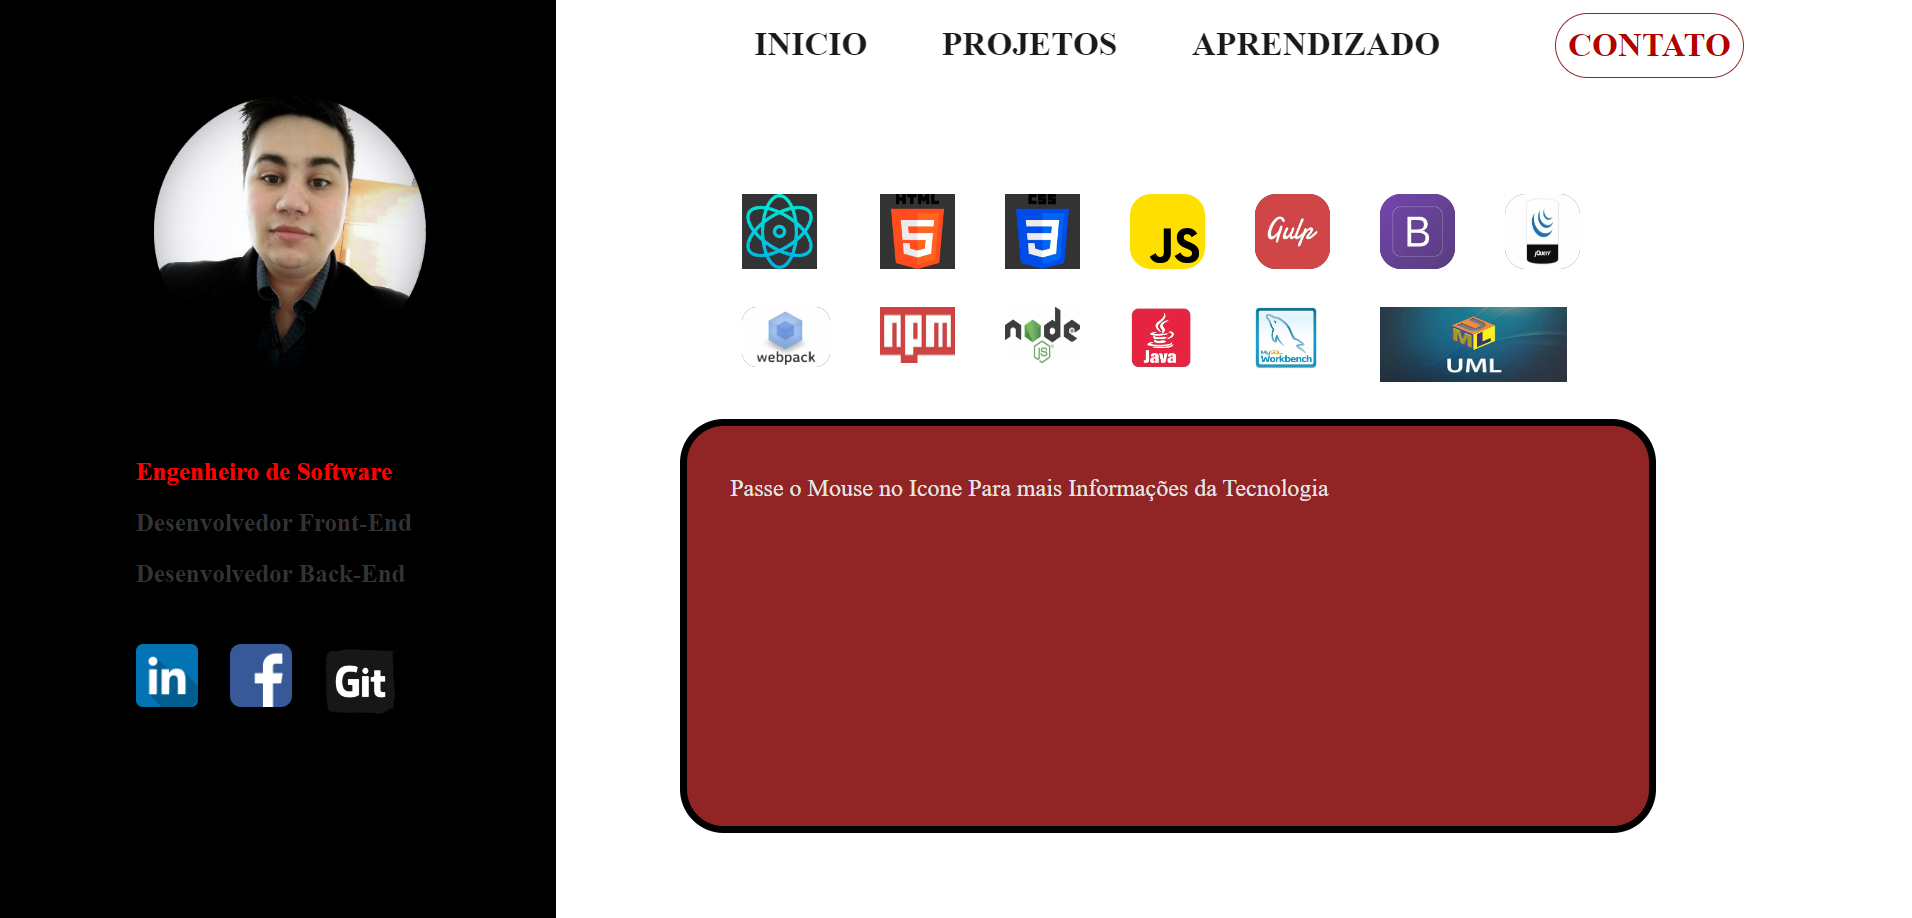 INICIO PROJETOS APRENDIZADO CONTATO
HTML CSS JS Gulp B jQuery
webpack npm node JS Java MySQL Workbench UML
UML
Engenheiro de Software
Desenvolvedor Front-End
Desenvolvedor Back-End
in f Git
Passe o Mouse no Icone Para mais Informações da Tecnologia